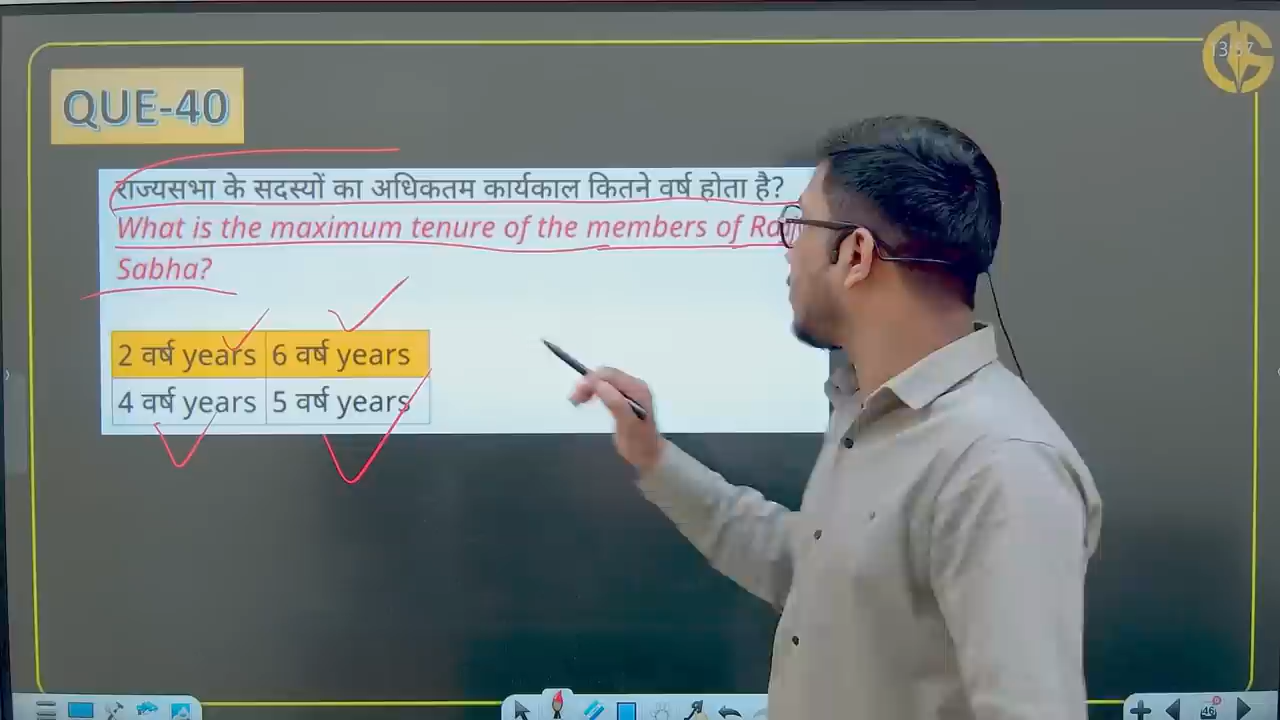 QUE-40
राज्यसभा के सदस्यों का अधिकतम कार्यकाल कितने वर्ष होता है?
What is the maximum tenure of the members of
Sabha?
2 वर्ष years 6 वर्ष years
4 वर्ष years 5 वर्ष years
46